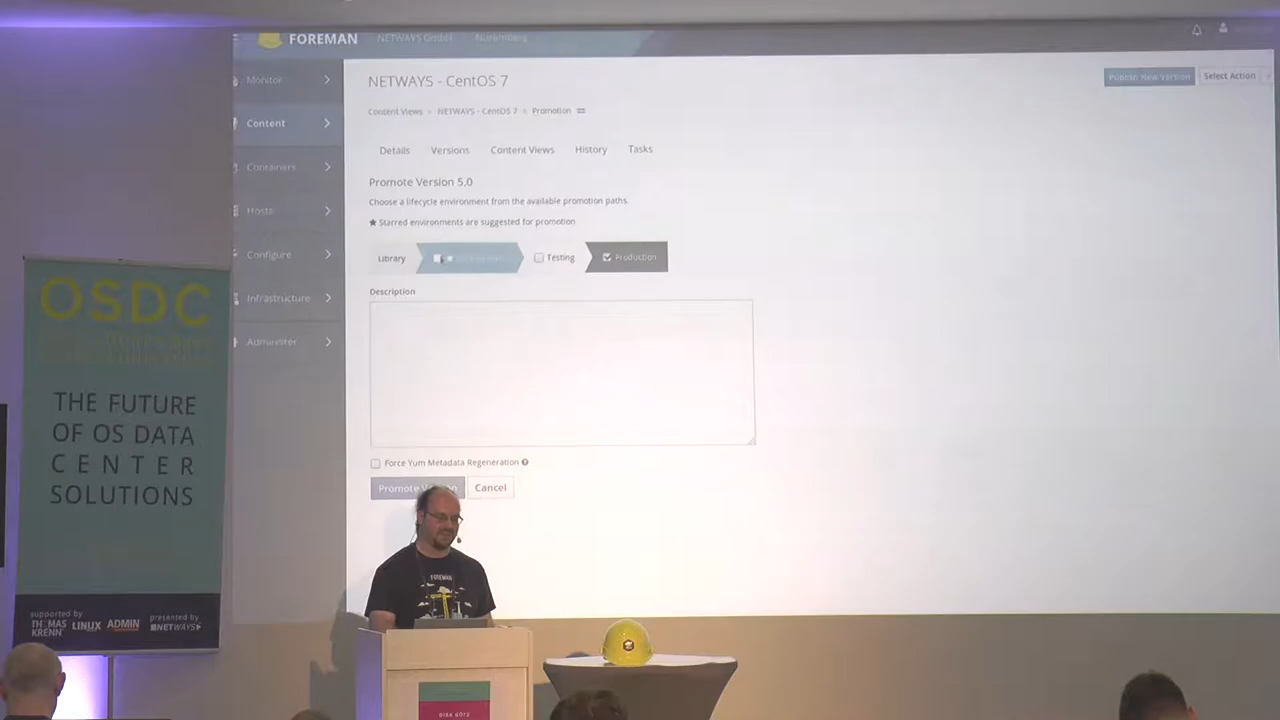 FOREMAN NETWAYS GmbH Nuremberg
Monitor
Content
Containers
Hosts
Configure
Infrastructure
Administer
NETWAYS - CentOS 7
Publish New Version Select Action
Content Views » NETWAYS - CentOS 7 » Promotion
Details Versions Content Views History Tasks
Promote Version 5.0
Choose a lifecycle environment from the available promotion paths.
★ Starred environments are suggested for promotion
Library Testing Production
Description
Force Yum Metadata Regeneration
Promote Cancel
OSDC
THE FUTURE
OF OS DATA
CENTER
SOLUTIONS
supported by
THOMAS
KRENN
LINUX
ADMIN
presented by
NETWAYS
FOREMAN
DIRK GÖTZ